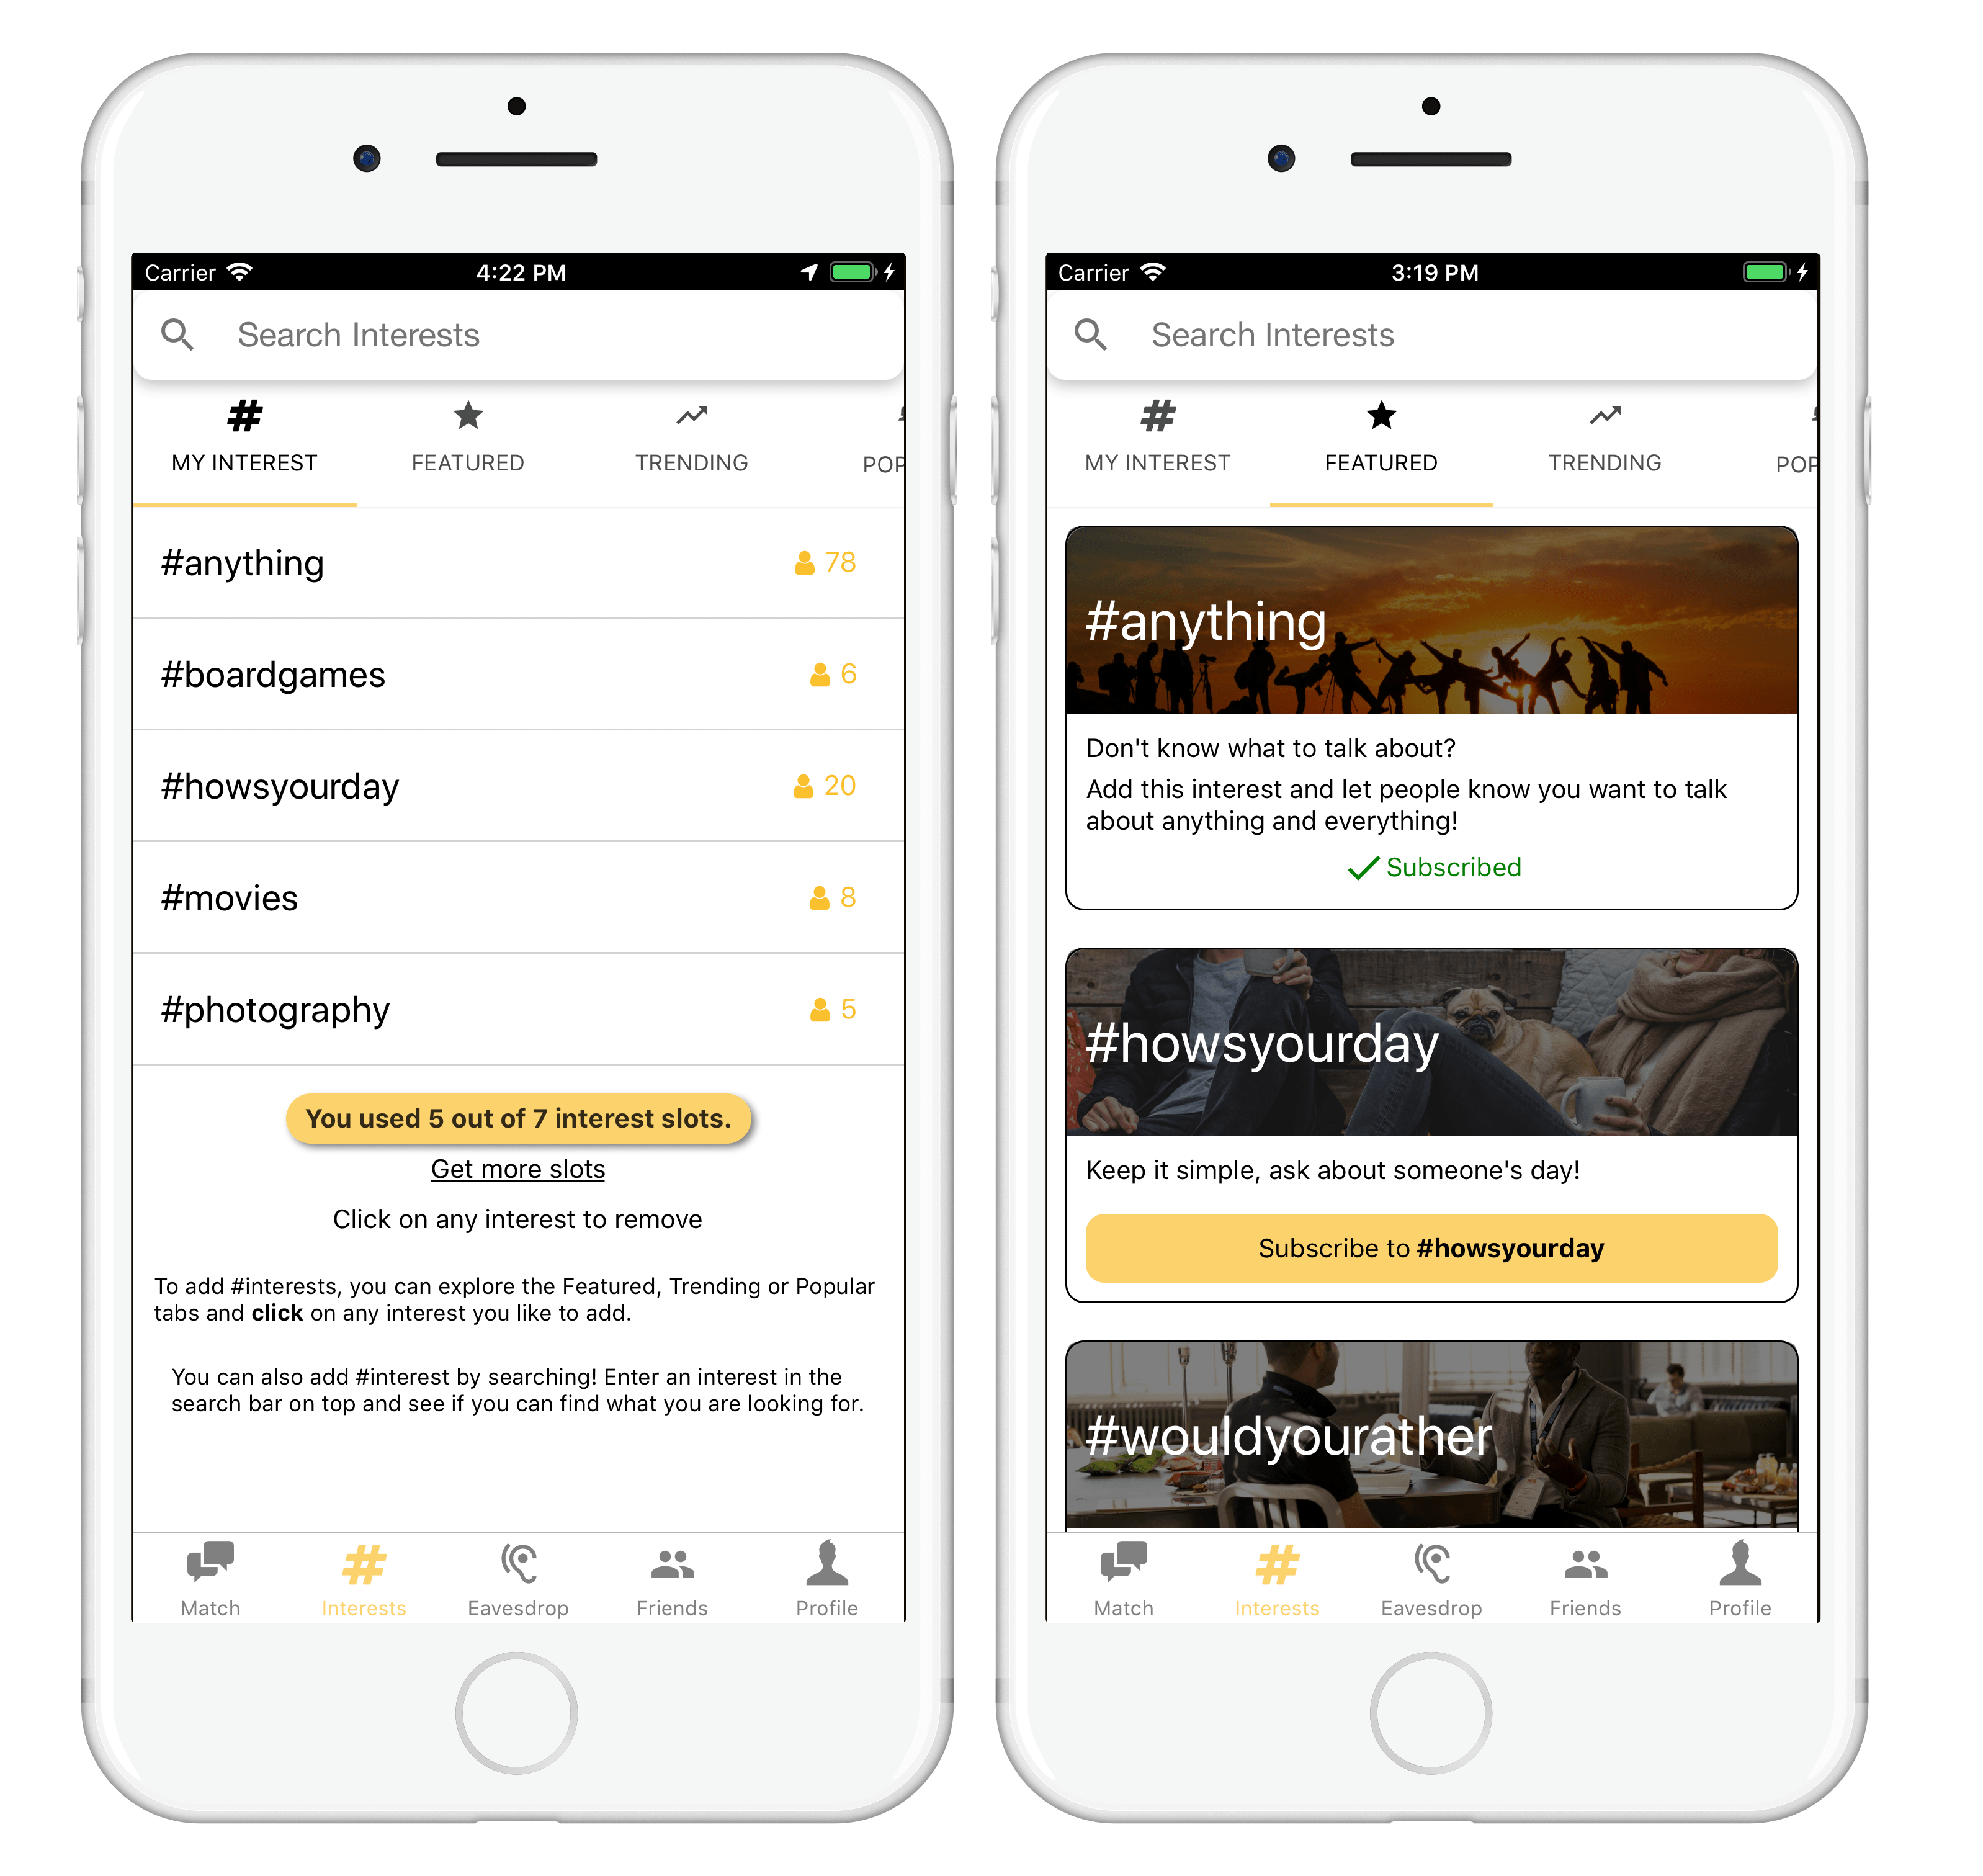 Carrier 4:22 PM
Search Interests
MY INTEREST FEATURED TRENDING POP
#anything 78
#boardgames 6
#howsyourday 20
#movies 8
#photography 5
You used 5 out of 7 interest slots.
Get more slots
Click on any interest to remove
To add #interests, you can explore the Featured, Trending or Popular
tabs and click on any interest you like to add.
You can also add #interest by searching! Enter an interest in the
search bar on top and see if you can find what you are looking for.
Match Interests Eavesdrop Friends Profile
Carrier 3:19 PM
Search Interests
MY INTEREST FEATURED TRENDING POP
#anything
Don't know what to talk about?
Add this interest and let people know you want to talk
about anything and everything!
Subscribed
#howsyourday
Keep it simple, ask about someone's day!
Subscribe to #howsyourday
#wouldyourather
Match Interests Eavesdrop Friends Profile